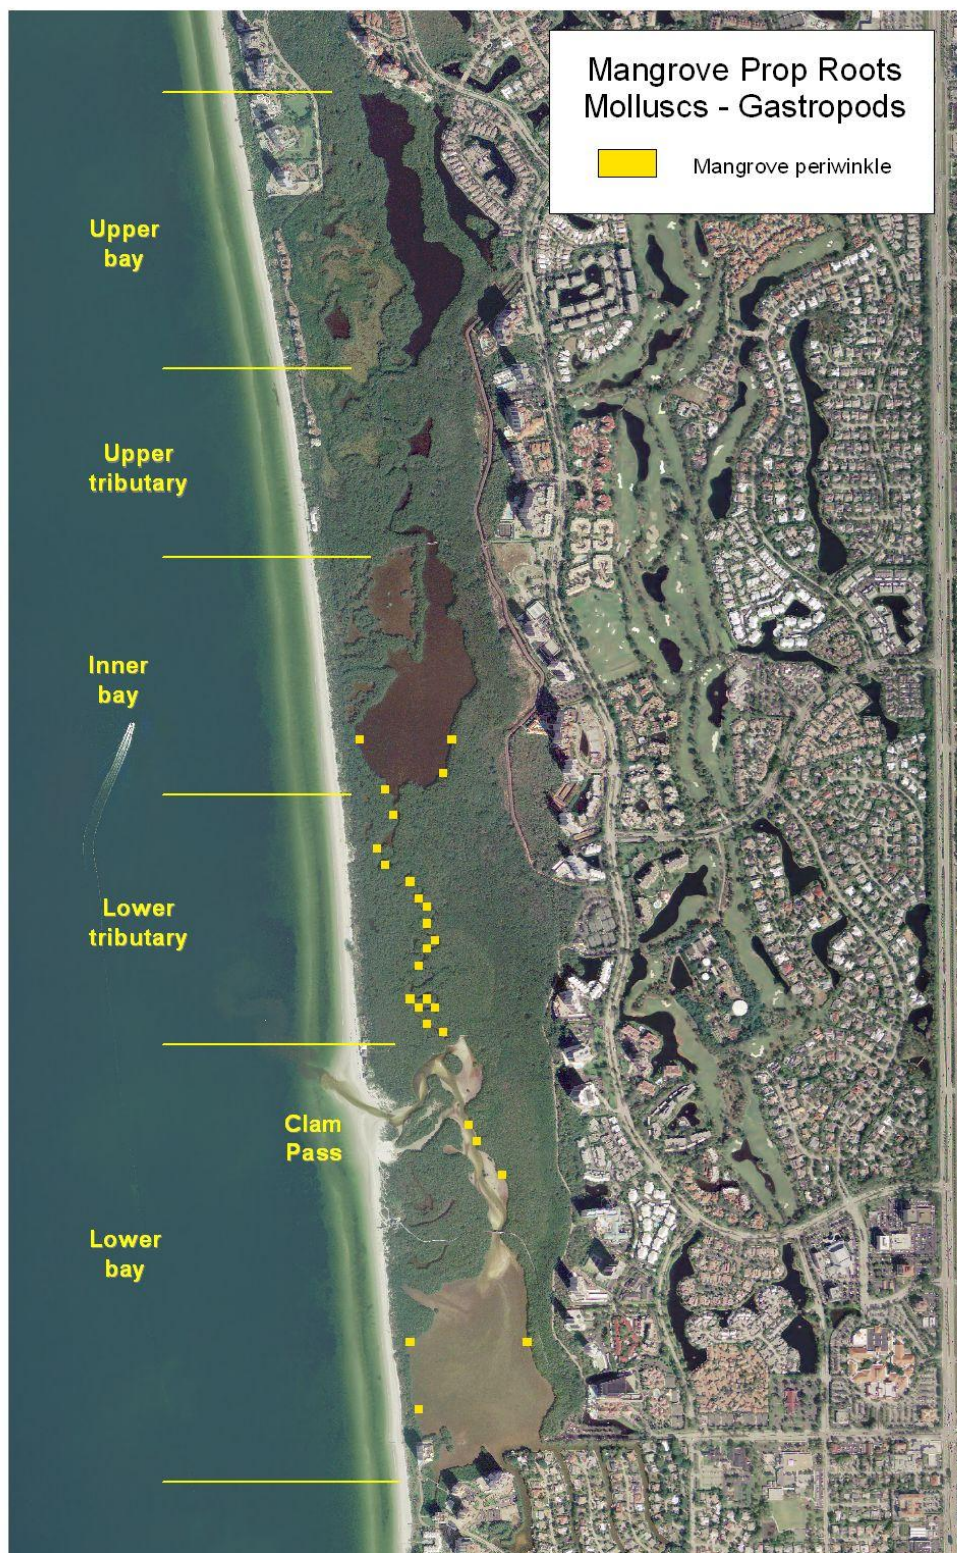 Mangrove Prop Roots
Molluscs - Gastropods
Mangrove periwinkle
Upper
bay
Upper
tributary
Inner
bay
Lower
tributary
Clam
Pass
Lower
bay